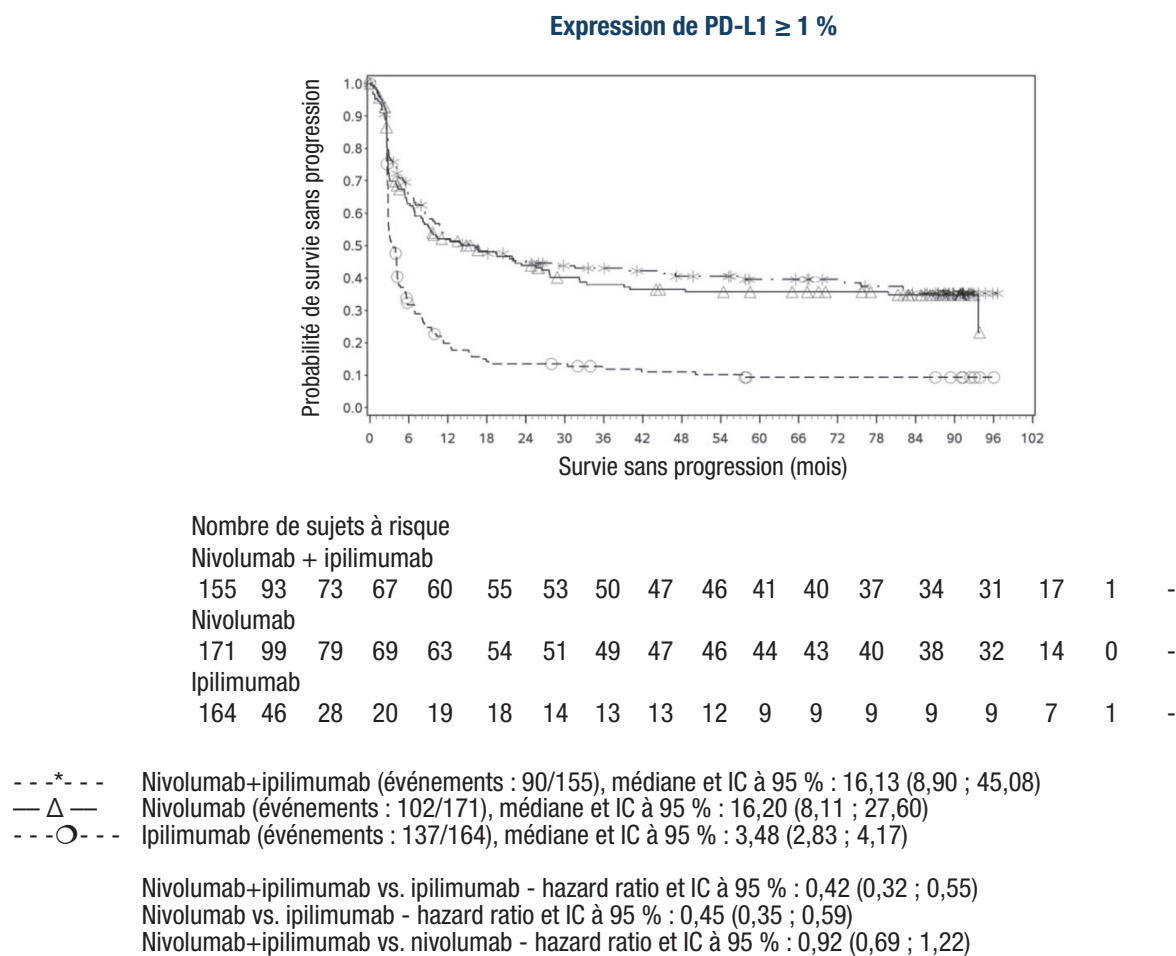 Expression de PD-L1 ≥ 1 %
Probabilité de survie sans progression
1.0
0.9
0.8
0.7
0.6
0.5
0.4
0.3
0.2
0.1
0.0
0 6 12 18 24 30 36 42 48 54 60 66 72 78 84 90 96 102
Survie sans progression (mois)
Nombre de sujets à risque
Nivolumab + ipilimumab
155 93 73 67 60 55 53 50 47 46 41 40 37 34 31 17 1 -
Nivolumab
171 99 79 69 63 54 51 49 47 46 44 43 40 38 32 14 0 -
Ipilimumab
164 46 28 20 19 18 14 13 13 12 9 9 9 9 9 7 1 -
- - -*- - - Nivolumab+ipilimumab (événements : 90/155), médiane et IC à 95 % : 16,13 (8,90 ; 45,08)
— Δ — Nivolumab (événements : 102/171), médiane et IC à 95 % : 16,20 (8,11 ; 27,60)
- - -❍- - - Ipilimumab (événements : 137/164), médiane et IC à 95 % : 3,48 (2,83 ; 4,17)
Nivolumab+ipilimumab vs. ipilimumab - hazard ratio et IC à 95 % : 0,42 (0,32 ; 0,55)
Nivolumab vs. ipilimumab - hazard ratio et IC à 95 % : 0,45 (0,35 ; 0,59)
Nivolumab+ipilimumab vs. nivolumab - hazard ratio et IC à 95 % : 0,92 (0,69 ; 1,22)